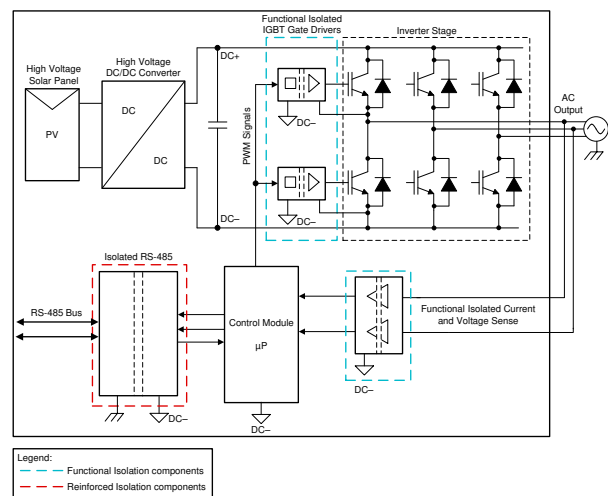 Functional Isolated
IGBT Gate Drivers
Inverter Stage
High Voltage
Solar Panel
High Voltage
DC/DC Converter
DC+
PV
DC
DC
PWM Signals
DC–
DC–
DC–
AC
Output
Isolated RS-485
RS-485 Bus
Control Module
µP
Functional Isolated Current
and Voltage Sense
DC–
DC–
DC–
Legend:
Functional Isolation components
Reinforced Isolation components